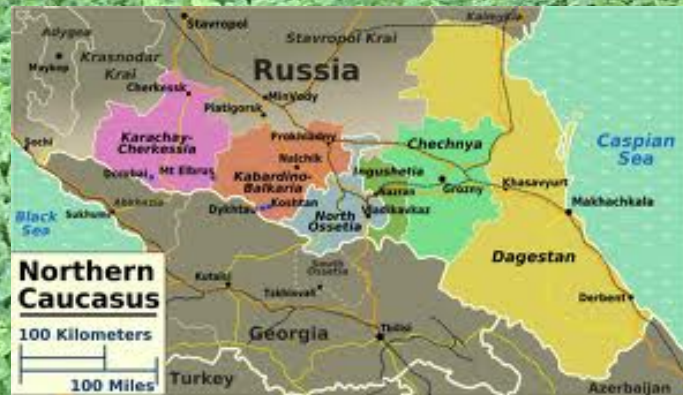 Stavropol
Kalmykia
Adygea
Stavropol Krai
Maykop
Krasnodar
Krai
Russia
Cherkessk
MinVody
Piatigorsk
Karachay-
Cherkessia
Prokhladny
Chechnya
Caspian
Sea
Sochi
Nalchik
Ingushetia
Dombai
Mt Elbrus
Kabardino-
Balkaria
Nazran
Grozny
Khasavyurt
Abkhazia
Dykhtau
Koshtan
North
Ossetia
Vladikavkaz
Makhachkala
Black
Sea
Sukhumi
Dagestan
Northern
Caucasus
Kutaisi
South
Ossetia
Tskhinvali
Derbent
100 Kilometers
Georgia
Tbilisi
100 Miles
Turkey
Azerbaijan